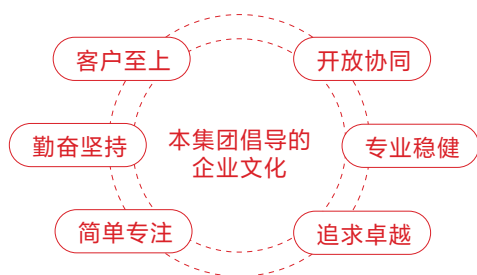 客户至上
开放协同
勤奋坚持
本集团倡导的
企业文化
专业稳健
简单专注
追求卓越